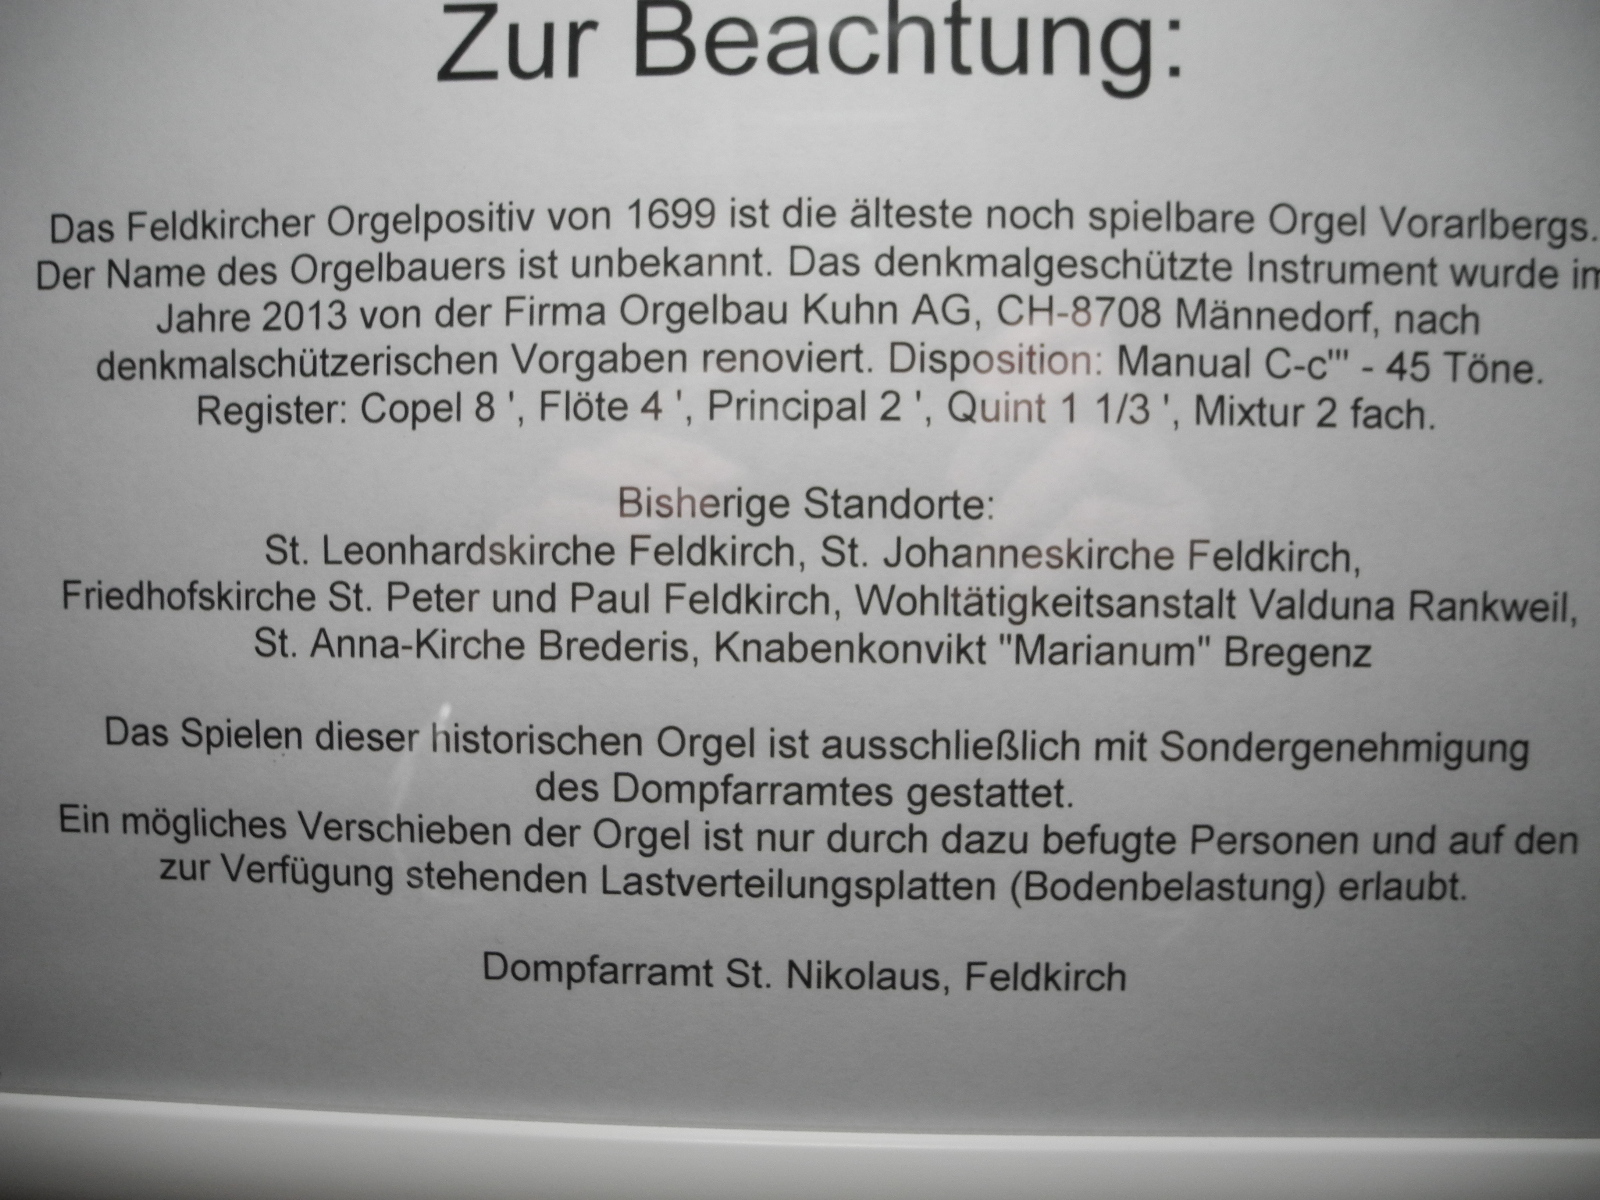 Zur Beachtung:
Das Feldkircher Orgelpositiv von 1699 ist die älteste noch spielbare Orgel Vorarlbergs.
Der Name des Orgelbauers ist unbekannt. Das denkmalgeschützte Instrument wurde im
Jahre 2013 von der Firma Orgelbau Kuhn AG, CH-8708 Männedorf, nach
denkmalschützerischen Vorgaben renoviert. Disposition: Manual C-c''' - 45 Töne.
Register: Copel 8 ', Flöte 4 ', Principal 2 ', Quint 1 1/3 ', Mixtur 2 fach.
Bisherige Standorte:
St. Leonhardskirche Feldkirch, St. Johanneskirche Feldkirch,
Friedhofskirche St. Peter und Paul Feldkirch, Wohltätigkeitsanstalt Valduna Rankweil,
St. Anna-Kirche Brederis, Knabenkonvikt "Marianum" Bregenz
Das Spielen dieser historischen Orgel ist ausschließlich mit Sondergenehmigung
des Dompfarramtes gestattet.
Ein mögliches Verschieben der Orgel ist nur durch dazu befugte Personen und auf den
zur Verfügung stehenden Lastverteilungsplatten (Bodenbelastung) erlaubt.
Dompfarramt St. Nikolaus, Feldkirch